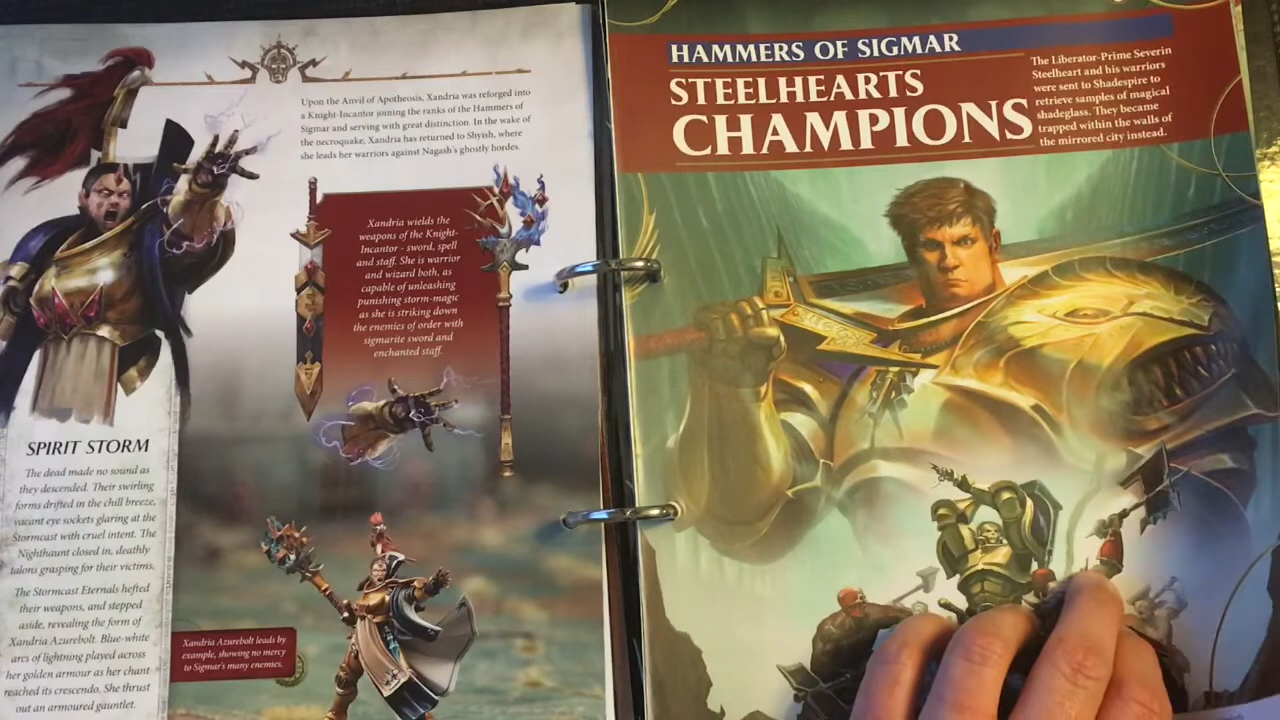 Upon the Anvil of Apotheosis, Xandria was reforged into
a Knight-Incantor joining the ranks of the Hammers of
Sigmar and serving with great distinction. In the wake of
the necroquake, Xandria has returned to Shyish, where
she leads her warriors against Nagash's ghostly hordes.
Xandria wields the
weapons of the Knight-
Incantor - sword, spell
and staff. She is warrior
and wizard both, as
capable of unleashing
punishing storm-magic
as she is striking down
the enemies of order with
sigmarite sword and
enchanted staff.
SPIRIT STORM
The dead made no sound as
they descended. Their swirling
forms drifted in the chill breeze,
vacant eye sockets glaring at the
Stormcast with cruel intent. The
Nighthaunt closed in, deathly
talons grasping for their victims.
The Stormcast Eternals hefted
their weapons, and stepped
aside, revealing the form of
Xandria Azurebolt. Blue-white
arcs of lightning played across
her golden armour as her chant
reached its crescendo. She thrust
out an armoured gauntlet.
Xandria Azurebolt leads by
example, showing no mercy
to Sigmar's many enemies.
HAMMERS OF SIGMAR
STEELHEARTS
CHAMPIONS
The Liberator-Prime Severin
Steelheart and his warriors
were sent to Shadespire to
retrieve samples of magical
shadeglass. They became
trapped within the walls of
the mirrored city instead.